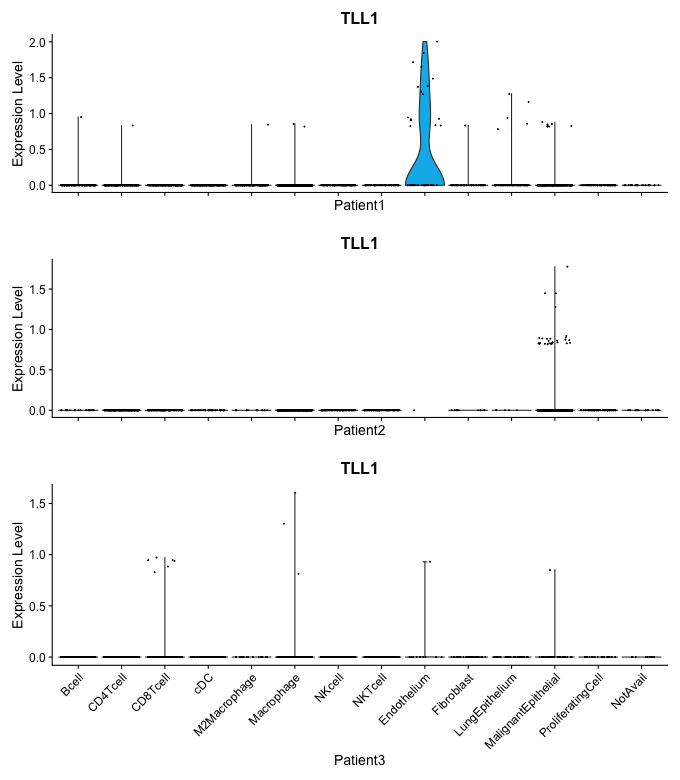 TLL1
Expression Level
2.0
1.5
1.0
0.5
0.0
Patient1
TLL1
Expression Level
1.5
1.0
0.5
0.0
Patient2
TLL1
Expression Level
1.5
1.0
0.5
0.0
Bcell
CD4Tcell
CD8Tcell
cDC
M2Macrophage
Macrophage
NKcell
NKTcell
Endothelium
Fibroblast
LungEpithelium
MalignantEpithelial
ProliferatingCell
NotAvail
Patient3